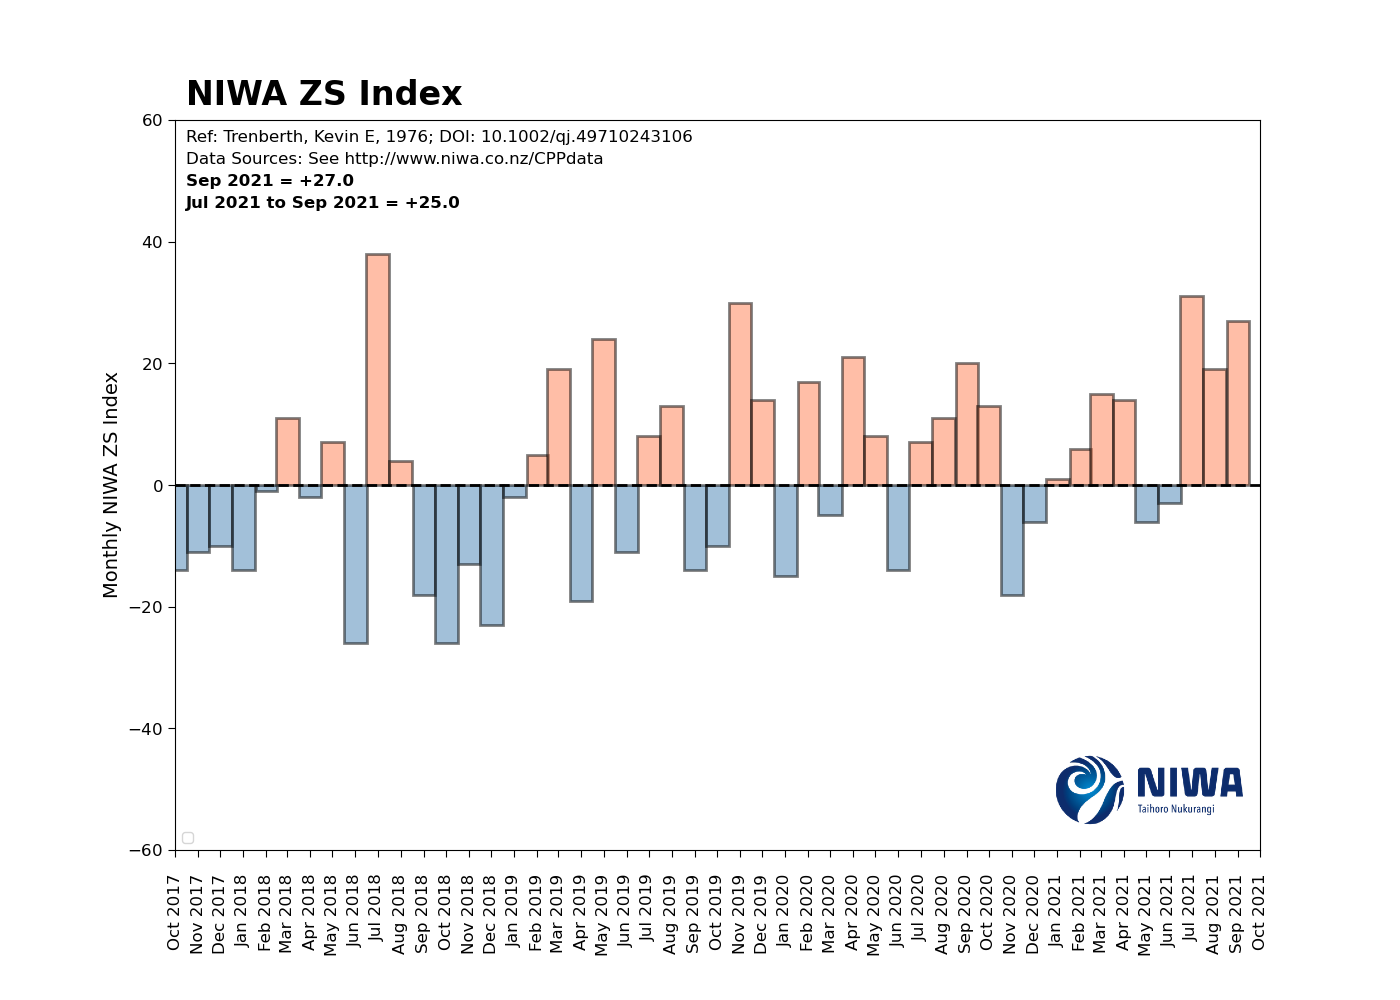 NIWA ZS Index
Ref: Trenberth, Kevin E, 1976; DOI: 10.1002/qj.49710243106
Data Sources: See http://www.niwa.co.nz/CPPdata
Sep 2021 = +27.0
Jul 2021 to Sep 2021 = +25.0
Monthly NIWA ZS Index
60
40
20
0
−20
−40
−60
NIWA
Taihoro Nukurangi
Oct 2017
Nov 2017
Dec 2017
Jan 2018
Feb 2018
Mar 2018
Apr 2018
May 2018
Jun 2018
Jul 2018
Aug 2018
Sep 2018
Oct 2018
Nov 2018
Dec 2018
Jan 2019
Feb 2019
Mar 2019
Apr 2019
May 2019
Jun 2019
Jul 2019
Aug 2019
Sep 2019
Oct 2019
Nov 2019
Dec 2019
Jan 2020
Feb 2020
Mar 2020
Apr 2020
May 2020
Jun 2020
Jul 2020
Aug 2020
Sep 2020
Oct 2020
Nov 2020
Dec 2020
Jan 2021
Feb 2021
Mar 2021
Apr 2021
May 2021
Jun 2021
Jul 2021
Aug 2021
Sep 2021
Oct 2021